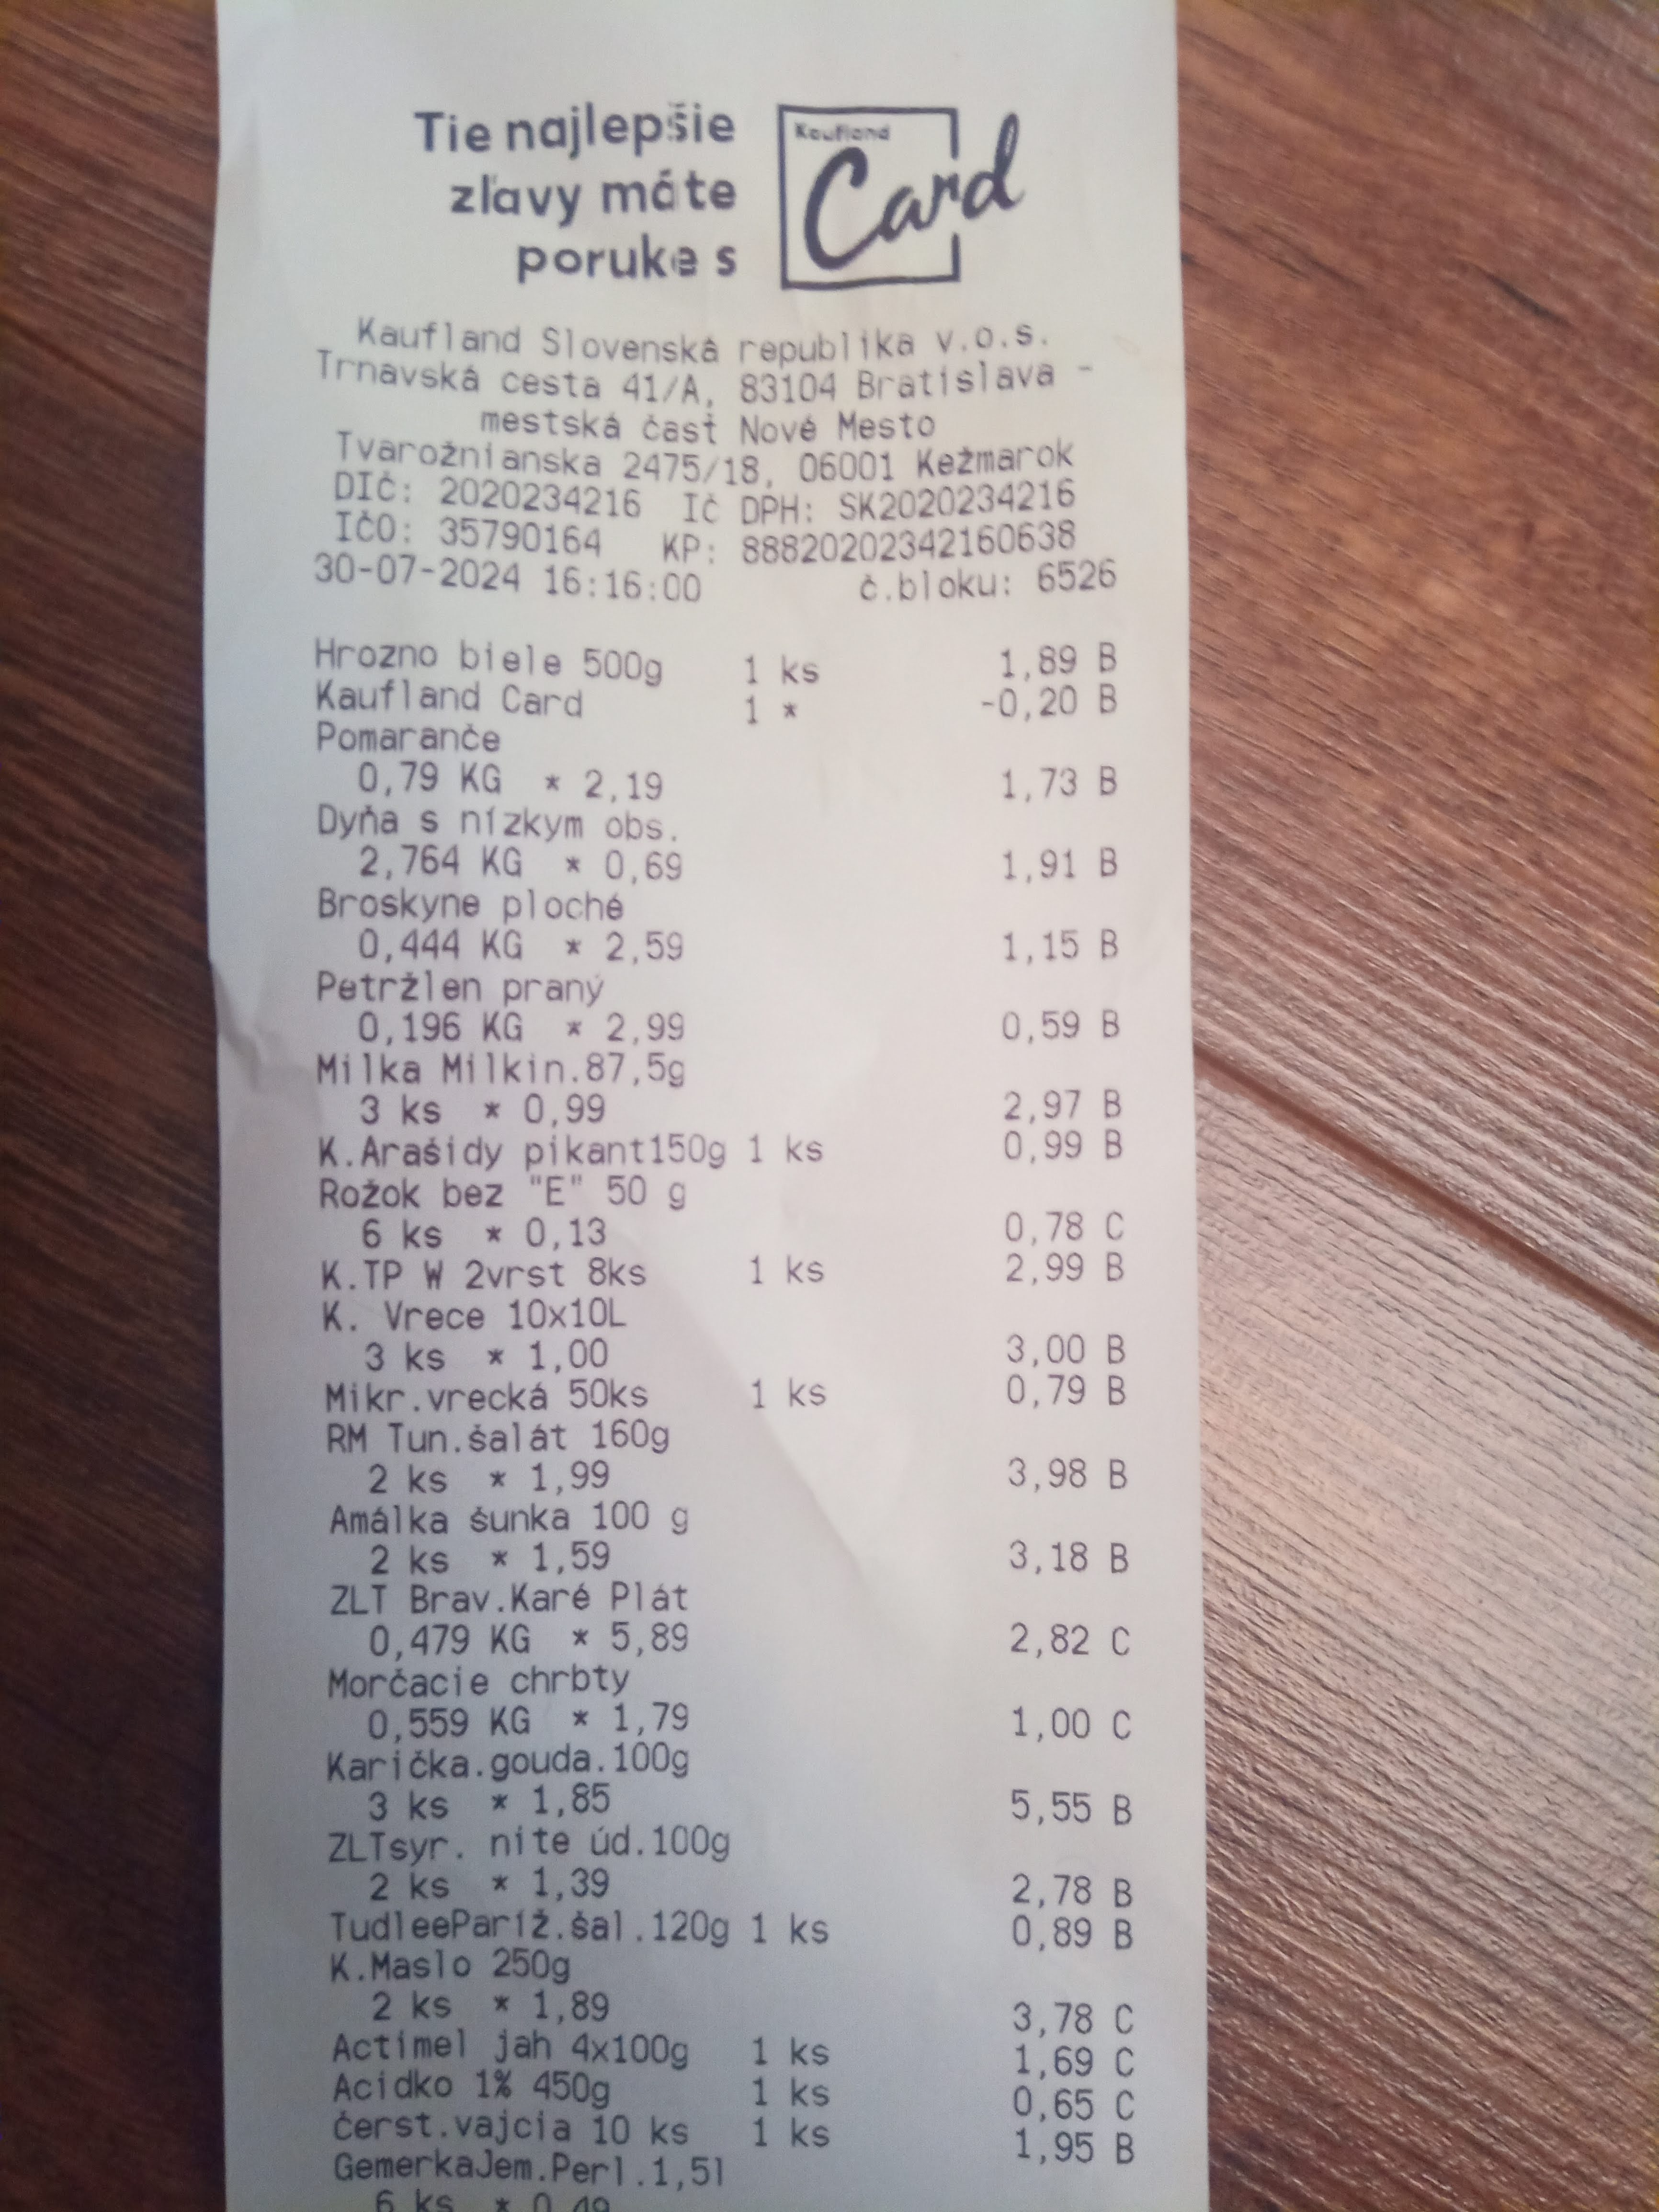 Tie najlepšie
zľavy máte
poruke s
Kaufland
Card
Kaufland Slovenská republika v.o.s.
Trnavská cesta 41/A, 83104 Bratislava -
mestská časť Nové Mesto
Tvarožnianska 2475/18, 06001 Kežmarok
DIČ: 2020234216 IČ DPH: SK2020234216
IČO: 35790164 KP: 88820202342160638
30-07-2024 16:16:00 č.bloku: 6526
Hrozno biele 500g 1 ks 1,89 B
Kaufland Card 1 * -0,20 B
Pomaranče
0,79 KG * 2,19 1,73 B
Dyňa s nízkym obs.
2,764 KG * 0,69 1,91 B
Broskyne ploché
0,444 KG * 2,59 1,15 B
Petržlen praný
0,196 KG * 2,99 0,59 B
Milka Milkin.87,5g
3 ks * 0,99 2,97 B
K.Arašidy pikant150g 1 ks 0,99 B
Rožok bez "E" 50 g
6 ks * 0,13 0,78 C
K.TP W 2vrst 8ks 1 ks 2,99 B
K. Vrece 10x10L
3 ks * 1,00 3,00 B
Mikr.vrecká 50ks 1 ks 0,79 B
RM Tun.šalát 160g
2 ks * 1,99 3,98 B
Amálka šunka 100 g
2 ks * 1,59 3,18 B
ZLT Brav.Karé Plát
0,479 KG * 5,89 2,82 C
Morčacie chrbty
0,559 KG * 1,79 1,00 C
Karička.gouda.100g
3 ks * 1,85 5,55 B
ZLTsyr. nite úd.100g
2 ks * 1,39 2,78 B
TudleeParíž.šal.120g 1 ks 0,89 B
K.Maslo 250g
2 ks * 1,89 3,78 C
Actimel jah 4x100g 1 ks 1,69 C
Acidko 1% 450g 1 ks 0,65 C
Čerst.vajcia 10 ks 1 ks 1,95 B
GemerkaJem.Perl.1,5l
6 ks * 0,49